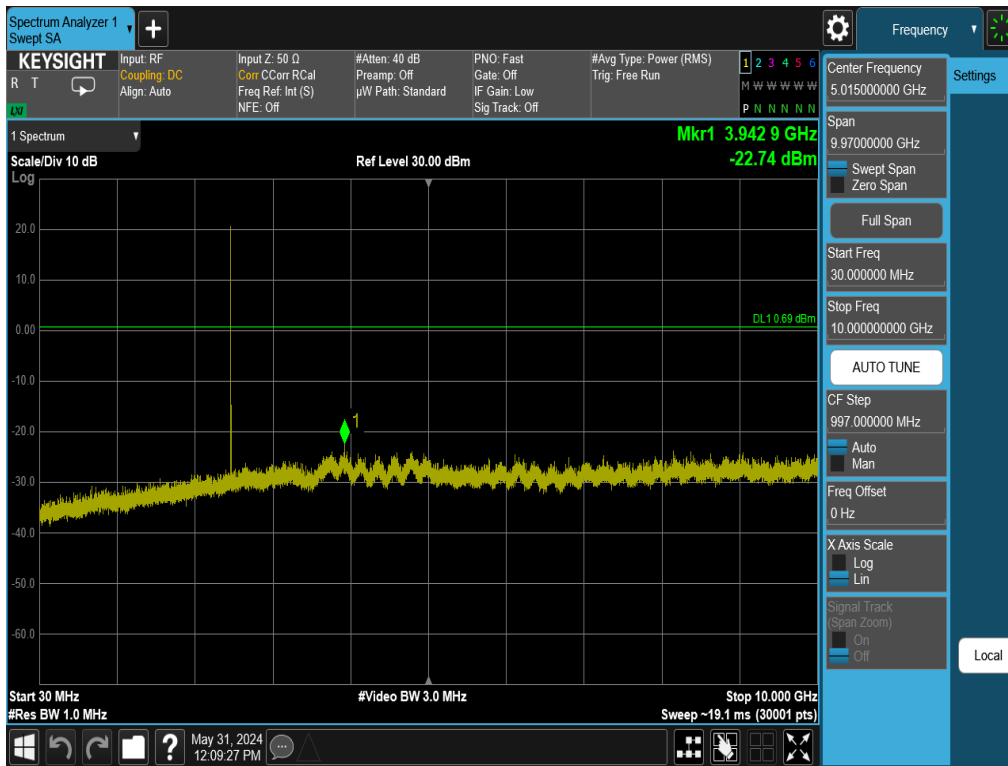 Spectrum Analyzer 1
Swept SA
Frequency
KEYSIGHT
R T
LXI
Input: RF
Coupling: DC
Align: Auto
Input Z: 50 Ω
Corr CCorr RCal
Freq Ref: Int (S)
NFE: Off
#Atten: 40 dB
Preamp: Off
µW Path: Standard
PNO: Fast
Gate: Off
IF Gain: Low
Sig Track: Off
#Avg Type: Power (RMS)
Trig: Free Run
1 2 3 4 5 6
M W W W W W
P N N N N N
Center Frequency
5.015000000 GHz
Settings
Span
9.97000000 GHz
Swept Span
Zero Span
Full Span
Start Freq
30.000000 MHz
Stop Freq
10.000000000 GHz
AUTO TUNE
CF Step
997.000000 MHz
Auto
Man
Freq Offset
0 Hz
X Axis Scale
Log
Lin
Signal Track
(Span Zoom)
On
Off
Local
1 Spectrum
Scale/Div 10 dB
Log
Ref Level 30.00 dBm
Mkr1 3.942 9 GHz
-22.74 dBm
20.0
10.0
0.00
-10.0
-20.0
-30.0
-40.0
-50.0
-60.0
DL1 0.69 dBm
1
Start 30 MHz
#Video BW 3.0 MHz
Stop 10.000 GHz
#Res BW 1.0 MHz
Sweep ~19.1 ms (30001 pts)
?
May 31, 2024
12:09:27 PM